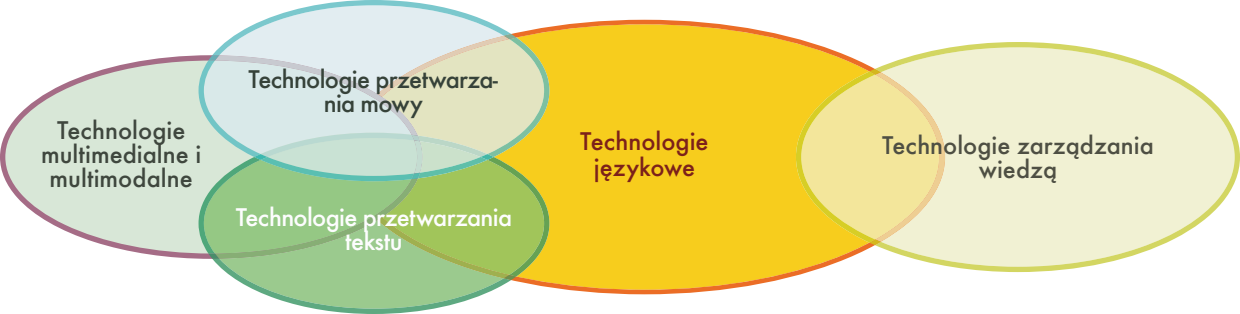 Technologie przetwarza-
nia mowy
Technologie
multimedialne i
multimodalne
Technologie przetwarzania
tekstu
Technologie
językowe
Technologie zarządzania
wiedzą